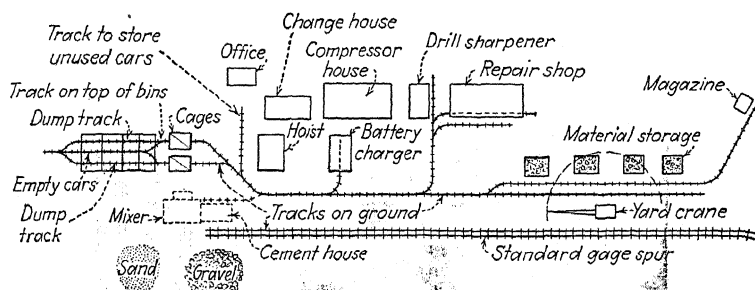 Track to store
unused cars
Office
Change house
Compressor
house
Drill sharpener
Repair shop
Magazine
Track on top of bins
Dump track
Cages
Hoist
Battery
charger
Material storage
Empty cars
Dump
track
Mixer
Tracks on ground
Yard crane
Cement house
Standard gage spur
Sand
Gravel